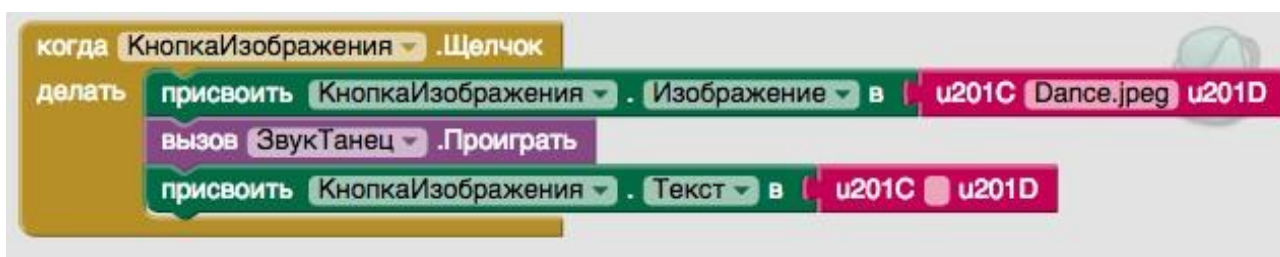 когда КнопкаИзображения .Щелчок
делать присвоить КнопкаИзображения . Изображение в u201C Dance.jpeg u201D
вызов ЗвукТанец .Проиграть
присвоить КнопкаИзображения . Текст в u201C u201D